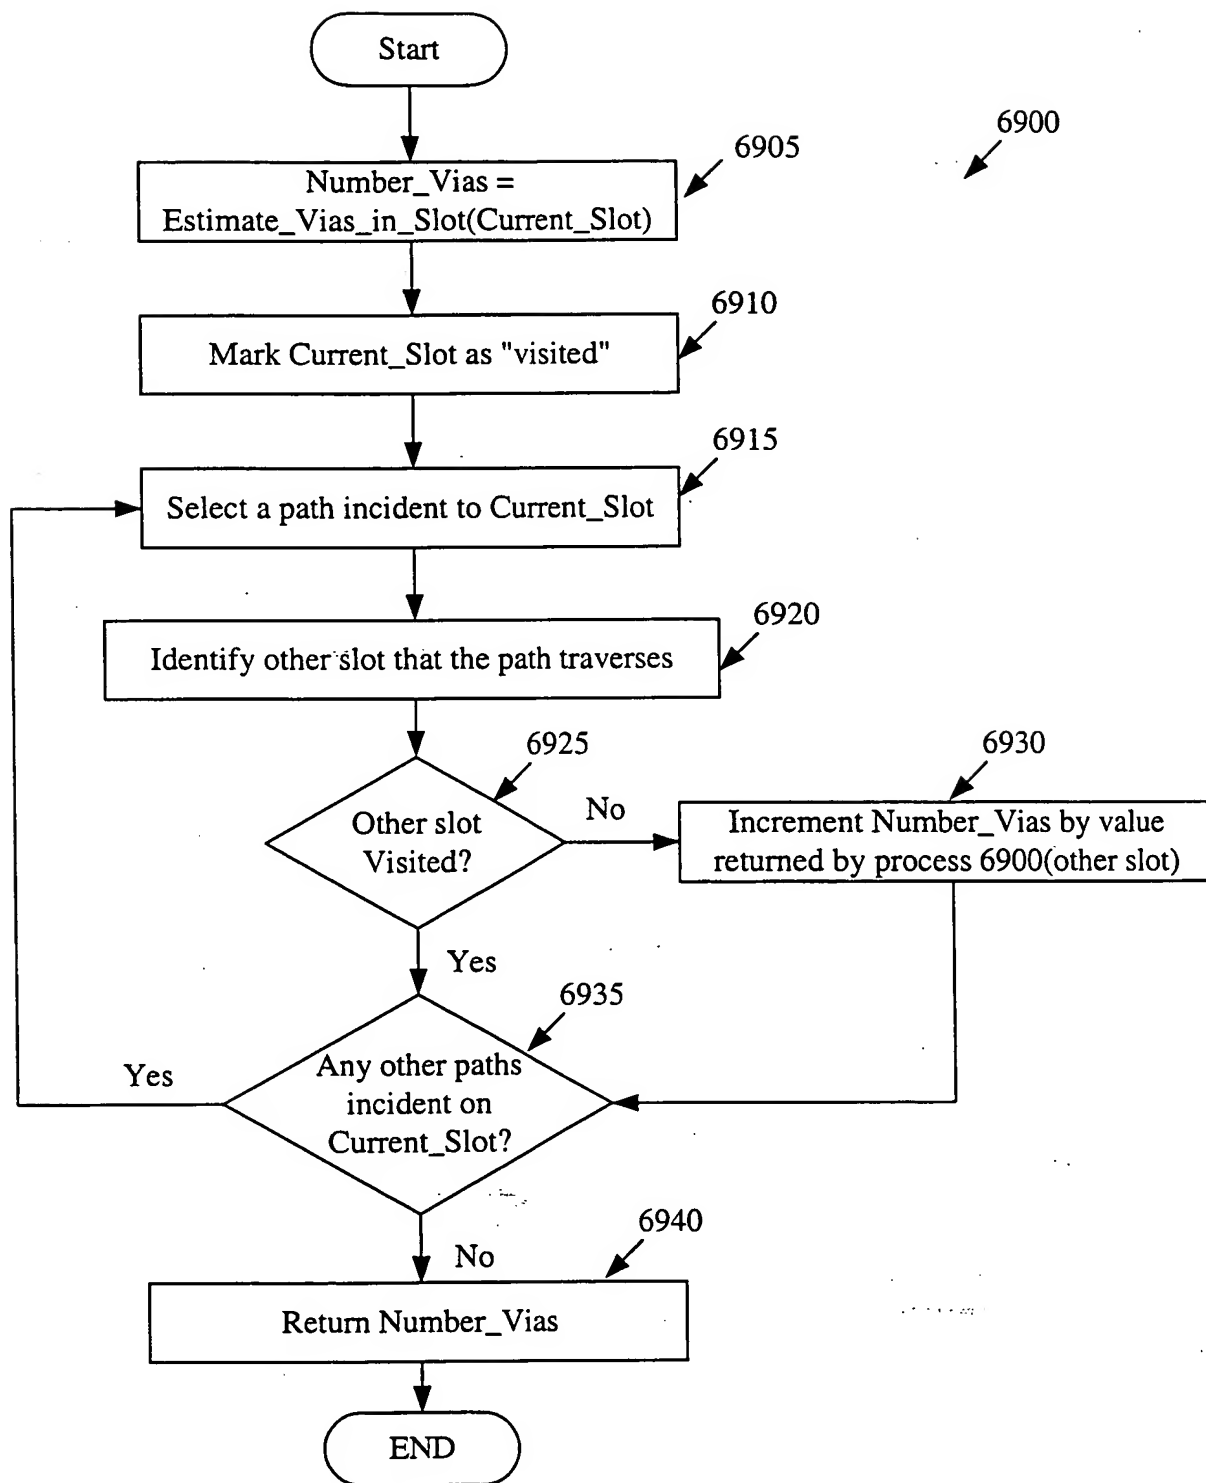 Start
6900
6905
Number_Vias =
Estimate_Vias_in_Slot(Current_Slot)
6910
Mark Current_Slot as "visited"
6915
Select a path incident to Current_Slot
6920
Identify other slot that the path traverses
6925
Other slot
Visited?
No
6930
Increment Number_Vias by value
returned by process 6900(other slot)
Yes
6935
Any other paths
incident on
Current_Slot?
Yes
No
6940
Return Number_Vias
END